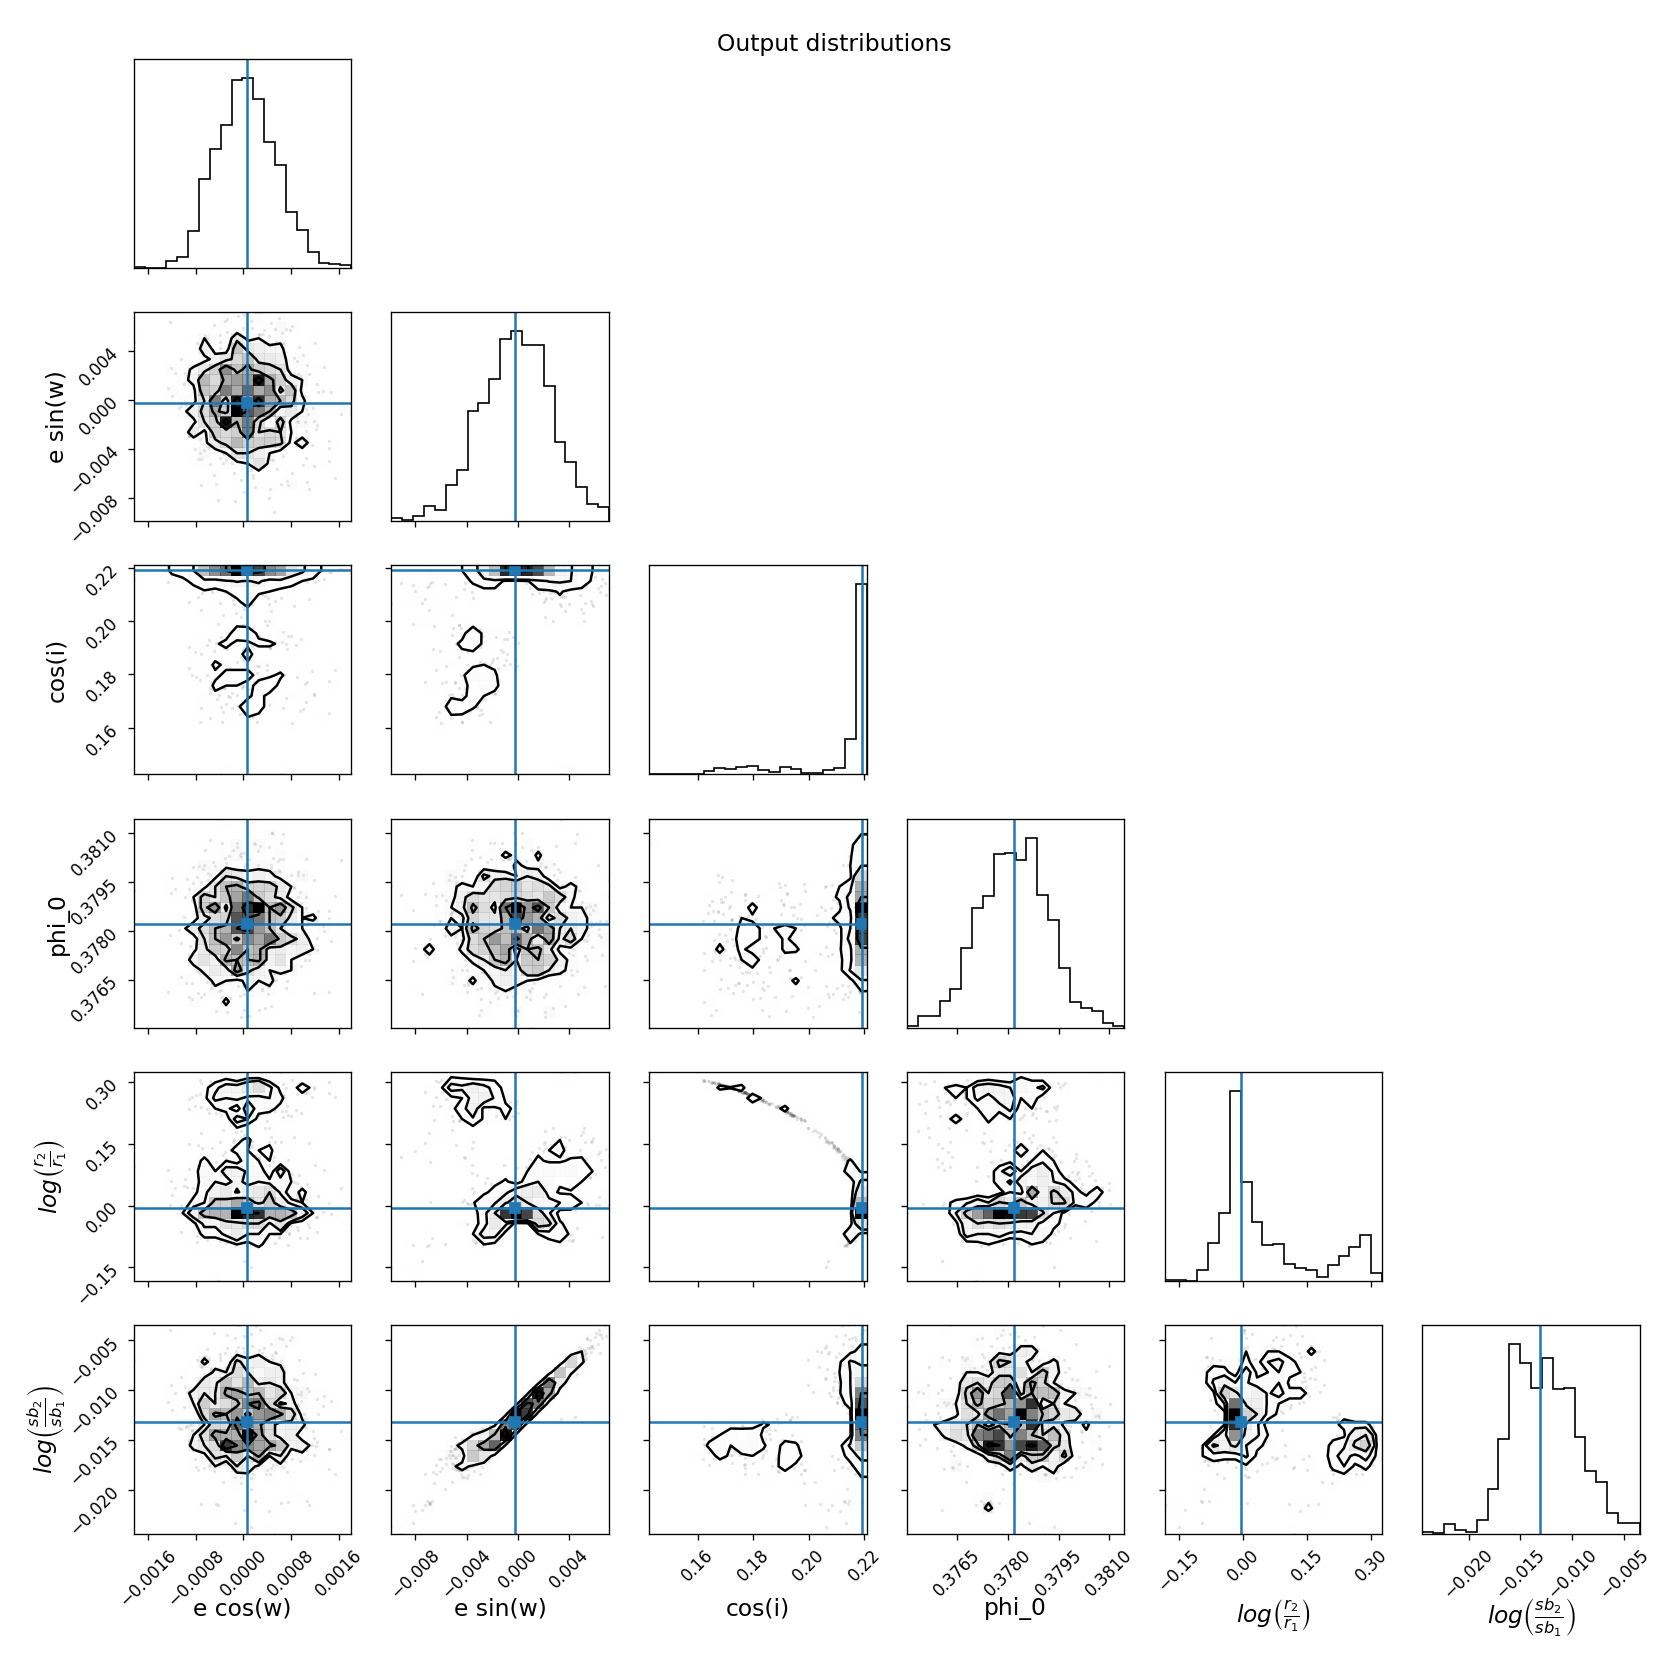 Output distributions
e sin(w)
0.004
0.000
−0.004
−0.008
cos(i)
0.22
0.20
0.18
0.16
phi_0
0.3810
0.3795
0.3780
0.3765
log(r2/r1)
0.30
0.15
0.00
−0.15
log(sb2/sb1)
−0.005
−0.010
−0.015
−0.020
−0.0016 −0.0008 0.0000 0.0008 0.0016
−0.008 −0.004 0.000 0.004
0.16 0.18 0.20 0.22
0.3765 0.3780 0.3795 0.3810
−0.15 0.00 0.15 0.30
−0.020 −0.015 −0.010 −0.005
e cos(w)
e sin(w)
cos(i)
phi_0
log(r2/r1)
log(sb2/sb1)